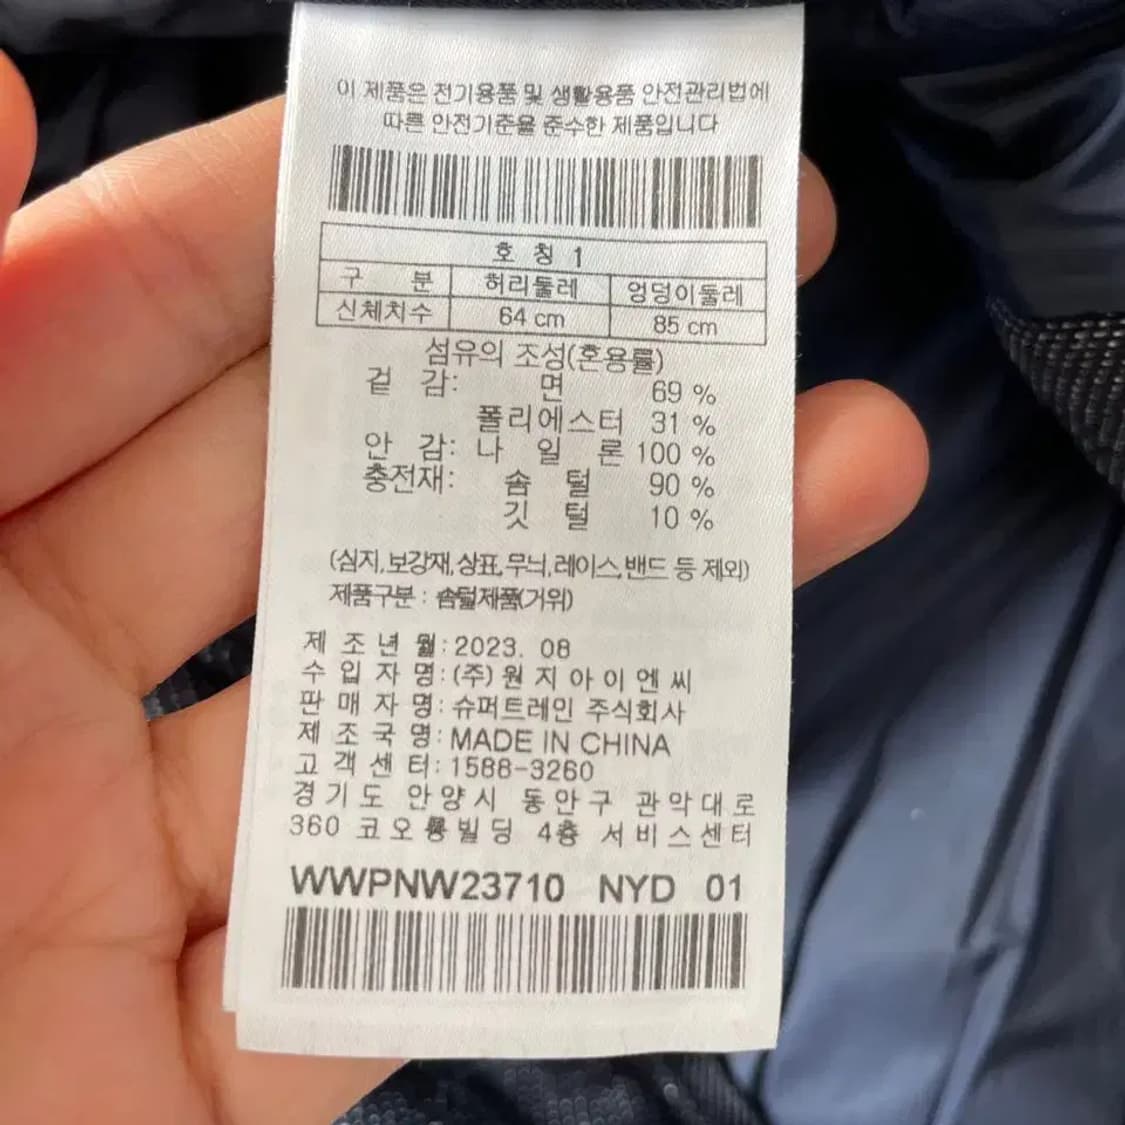 이 제품은 전기용품 및 생활용품 안전관리법에
따른 안전기준을 준수한 제품입니다
호 칭 1
구 분 허리둘레 엉덩이둘레
신체치수 64 cm 85 cm
섬유의 조성(혼용률)
겉 감: 면 69 %
폴리에스터 31 %
안 감: 나 일 론 100 %
충전재: 솜 털 90 %
깃 털 10 %
(심지,보강재,상표,무늬,레이스,밴드 등 제외)
제품구분 : 솜털제품(거위)
제 조 년 월: 2023. 08
수 입 자 명: (주) 원 지 아 이 엔 씨
판 매 자 명: 슈퍼트레인 주식회사
제 조 국 명: MADE IN CHINA
고 객 센 터: 1588-3260
경 기 도 안 양 시 동 안 구 관 악 대 로
360 코 오 롱 빌 딩 4 층 서 비 스 센 터
WWPNW23710 NYD 01